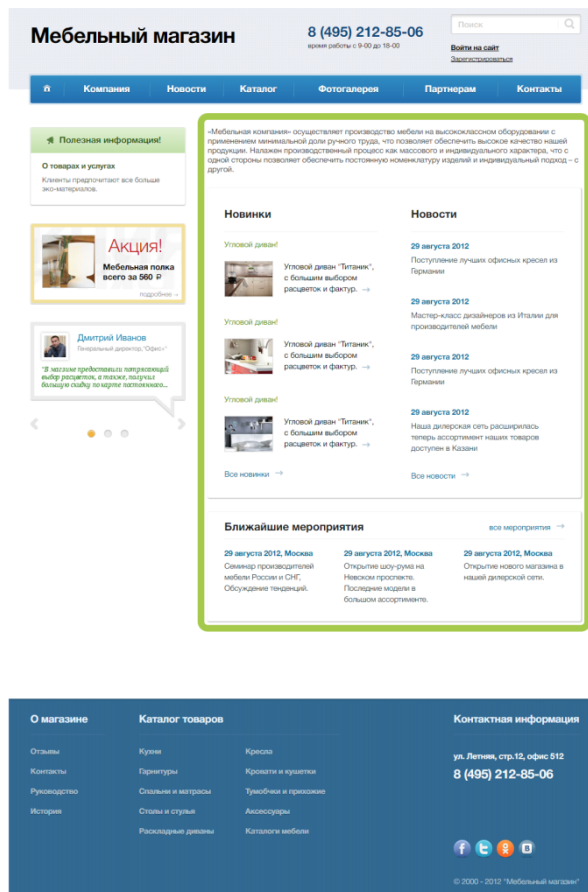 Мебельный магазин
8 (495) 212-85-06
время работы с 9-00 до 18-00
Поиск
Войти на сайт
Зарегистрироваться
Компания
Новости
Каталог
Фотогалерея
Партнерам
Контакты
Полезная информация!
О товарах и услугах
Клиенты предпочитают все больше
эко-материалов.
Акция!
Мебельная полка
всего за 560 ₽
подробнее →
Дмитрий Иванов
Генеральный директор,"Офис+"
"В магазине предоставили потрясающий
выбор расцветок, а также, получил
большую скидку по карте постоянного...
«Мебельная компания» осуществляет производство мебели на высококлассном оборудовании с
применением минимальной доли ручного труда, что позволяет обеспечить высокое качество нашей
продукции. Налажен производственный процесс как массового и индивидуального характера, что с
одной стороны позволяет обеспечить постоянную номенклатуру изделий и индивидуальный подход – с
другой.
Новинки
Угловой диван!
Угловой диван "Титаник",
с большим выбором
расцветок и фактур. →
Угловой диван!
Угловой диван "Титаник",
с большим выбором
расцветок и фактур. →
Угловой диван!
Угловой диван "Титаник",
с большим выбором
расцветок и фактур. →
Все новинки →
Новости
29 августа 2012
Поступление лучших офисных кресел из
Германии
29 августа 2012
Мастер-класс дизайнеров из Италии для
производителей мебели
29 августа 2012
Поступление лучших офисных кресел из
Германии
29 августа 2012
Наша дилерская сеть расширилась
теперь ассортимент наших товаров
доступен в Казани
Все новости →
Ближайшие мероприятия
все мероприятия →
29 августа 2012, Москва
Семинар производителей
мебели России и СНГ,
Обсуждение тенденций.
29 августа 2012, Москва
Открытие шоу-рума на
Невском проспекте.
Последние модели в
большом ассортименте.
29 августа 2012, Москва
Открытие нового магазина в
нашей дилерской сети.
О магазине
Отзывы
Контакты
Руководство
История
Каталог товаров
Кухни
Гарнитуры
Спальни и матрасы
Столы и стулья
Раскладные диваны
Кресла
Кровати и кушетки
Тумобчки и прихожие
Аксессуары
Каталоги мебели
Контактная информация
ул. Летняя, стр.12, офис 512
8 (495) 212-85-06
© 2000 - 2012 "Мебельный магазин"